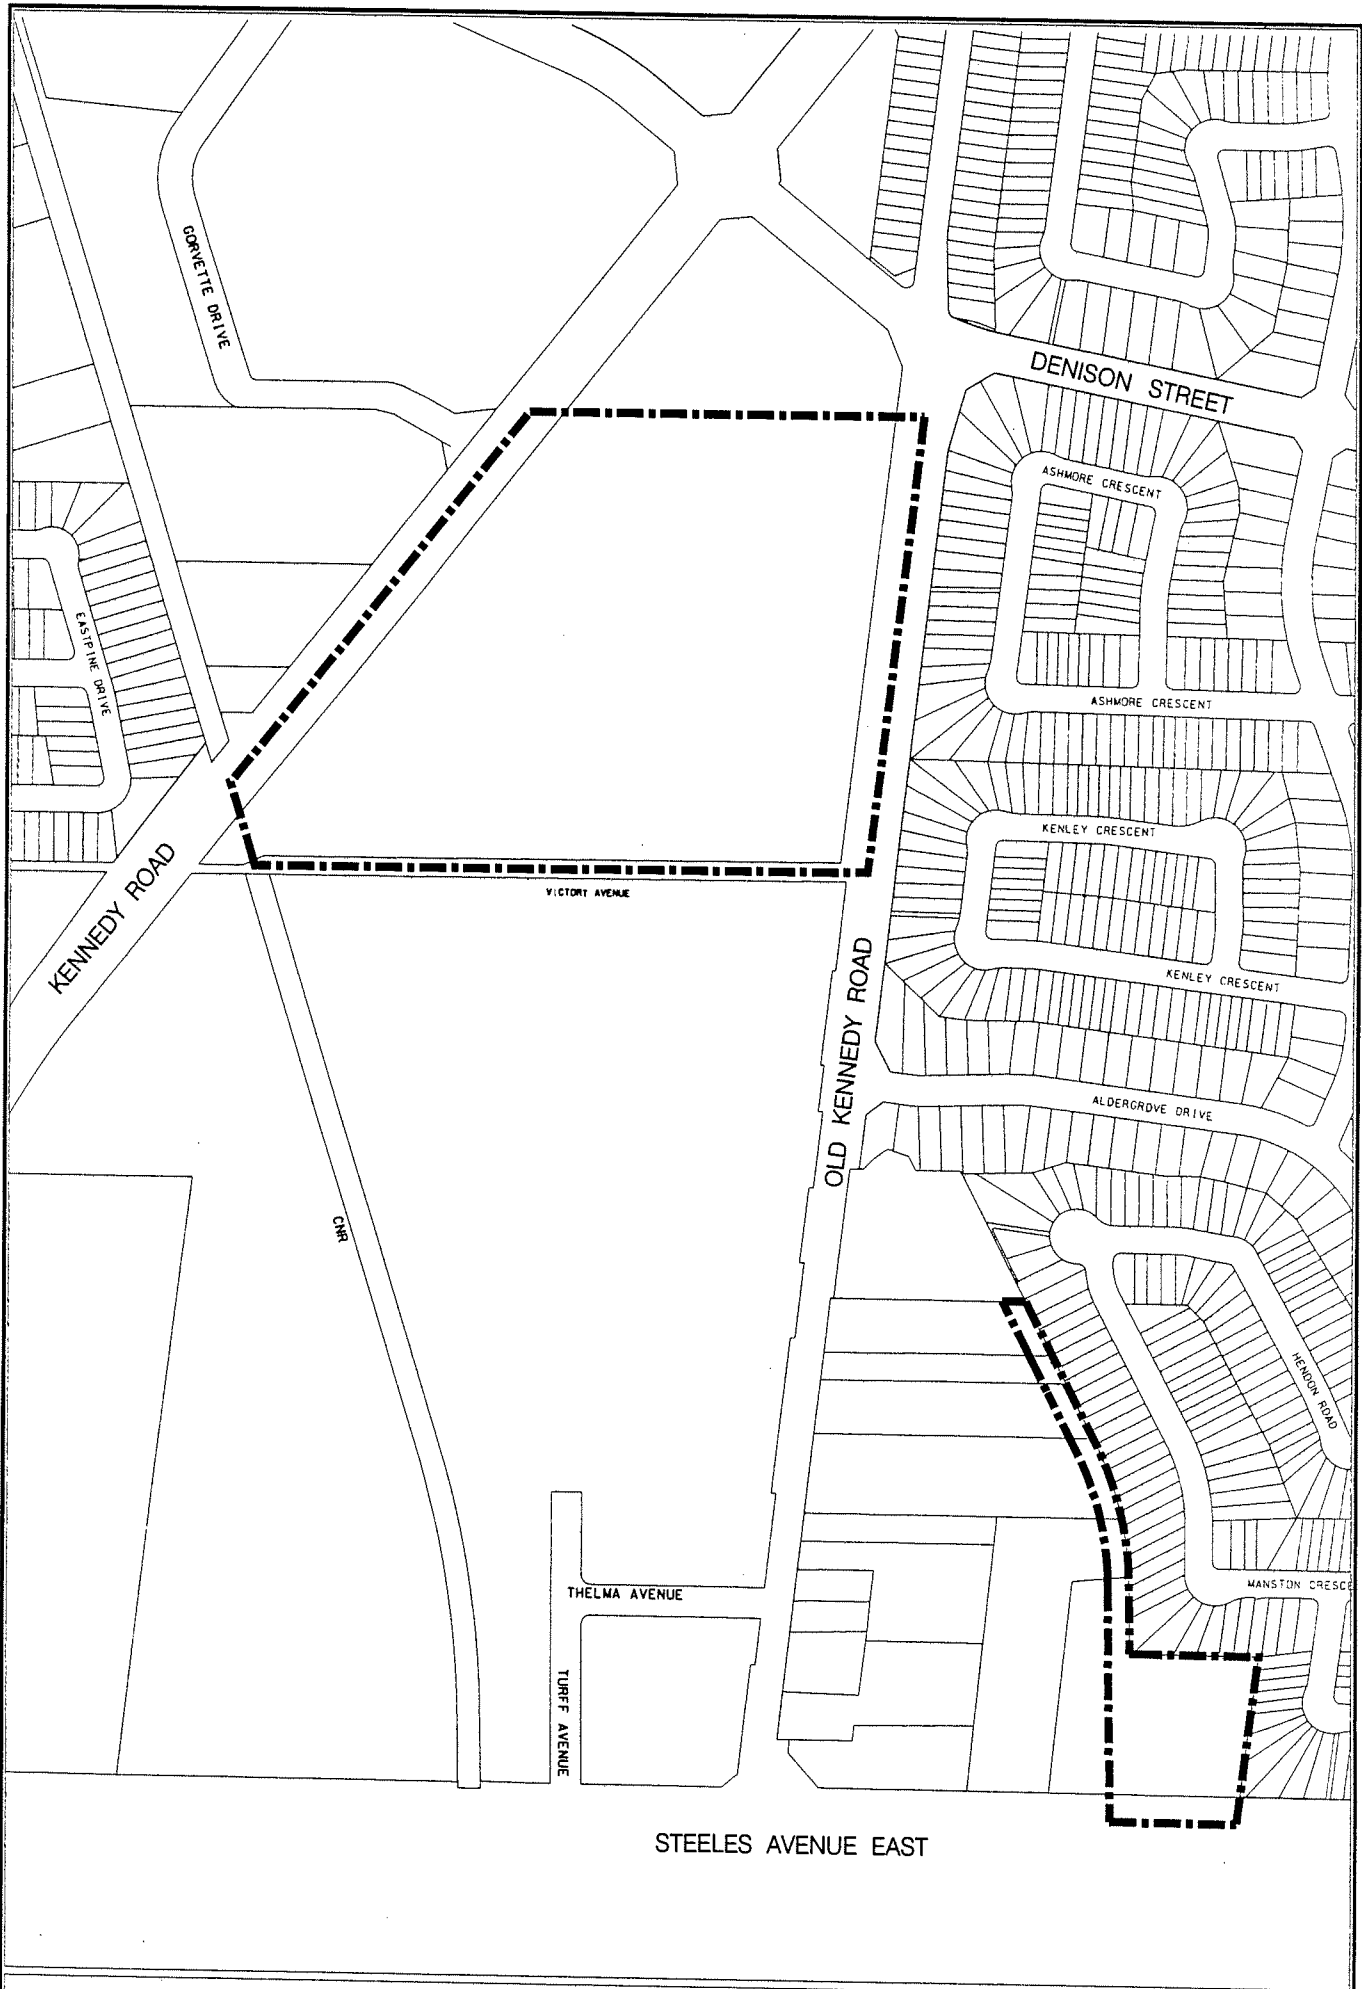 GORVETTE DRIVE
DENISON STREET
ASHMORE CRESCENT
EASTPINE DRIVE
ASHMORE CRESCENT
KENLEY CRESCENT
KENNEDY ROAD
VICTORY AVENUE
KENLEY CRESCENT
OLD KENNEDY ROAD
ALDERGROVE DRIVE
CNR
HENDON ROAD
MANSTON CRESCE
THELMA AVENUE
TURFF AVENUE
STEELES AVENUE EAST